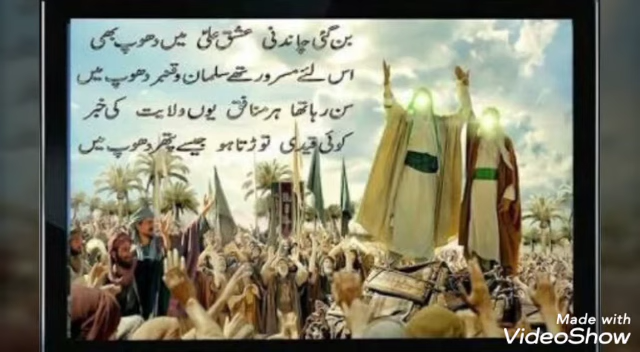 بن گئی چاندنی عشق علیؑ میں دھوپ بھی
اس لئے مسرور تھے سلمان و قنبر دھوپ میں
سن رہا تھا ہر منافق یوں ولایت کی خبر
کوئی قیدی توڑتا ہو جیسے پتھر دھوپ میں
Made with
VideoShow